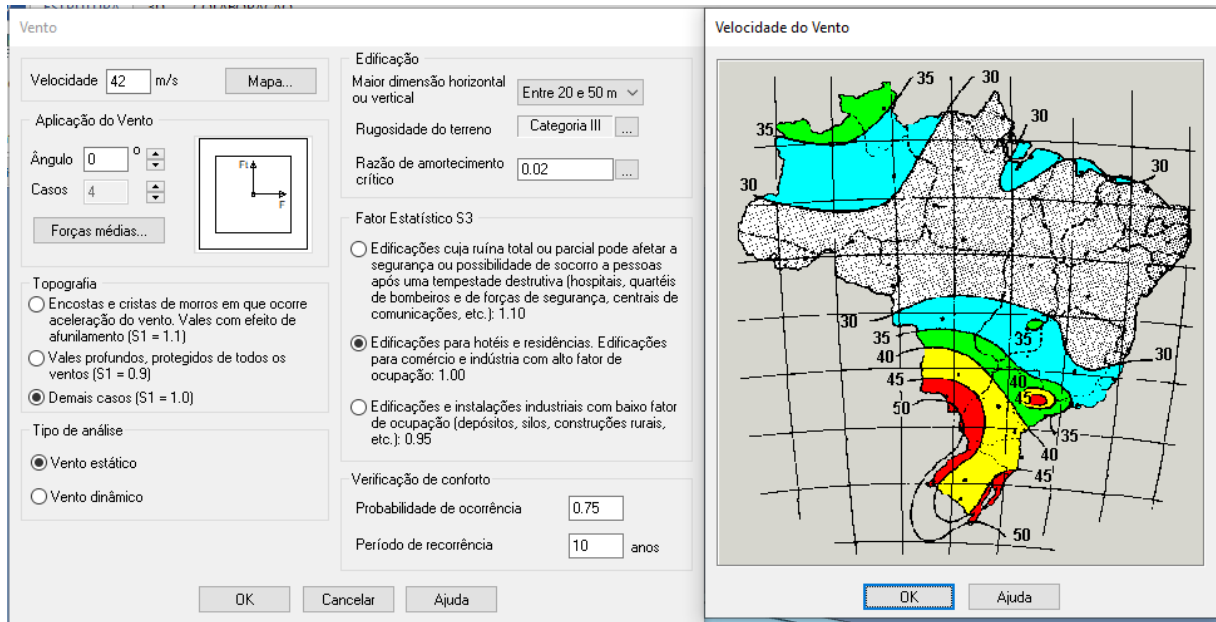 ESTRUTURA 3D COLABORAÇÃO
Vento
Velocidade 42 m/s Mapa...
Aplicação do Vento
Ângulo 0 º
Casos 4
Ft
F
Forças médias...
Topografia
Encostas e cristas de morros em que ocorre
aceleração do vento. Vales com efeito de
afunilamento (S1 = 1.1)
Vales profundos, protegidos de todos os
ventos (S1 = 0.9)
Demais casos (S1 = 1.0)
Tipo de análise
Vento estático
Vento dinâmico
Edificação
Maior dimensão horizontal
ou vertical
Entre 20 e 50 m
Rugosidade do terreno Categoria III ...
Razão de amortecimento
crítico
0.02 ...
Fator Estatístico S3
Edificações cuja ruína total ou parcial pode afetar a
segurança ou possibilidade de socorro a pessoas
após uma tempestade destrutiva (hospitais, quartéis
de bombeiros e de forças de segurança, centrais de
comunicações, etc.): 1.10
Edificações para hotéis e residências. Edificações
para comércio e indústria com alto fator de
ocupação: 1.00
Edificações e instalações industriais com baixo fator
de ocupação (depósitos, silos, construções rurais,
etc.): 0.95
Verificação de conforto
Probabilidade de ocorrência 0.75
Período de recorrência 10 anos
OK Cancelar Ajuda
Velocidade do Vento
35 30
30
35
30
30
30
30
35 35
40
30
45 40
45
50
35
40
45
50
OK Ajuda